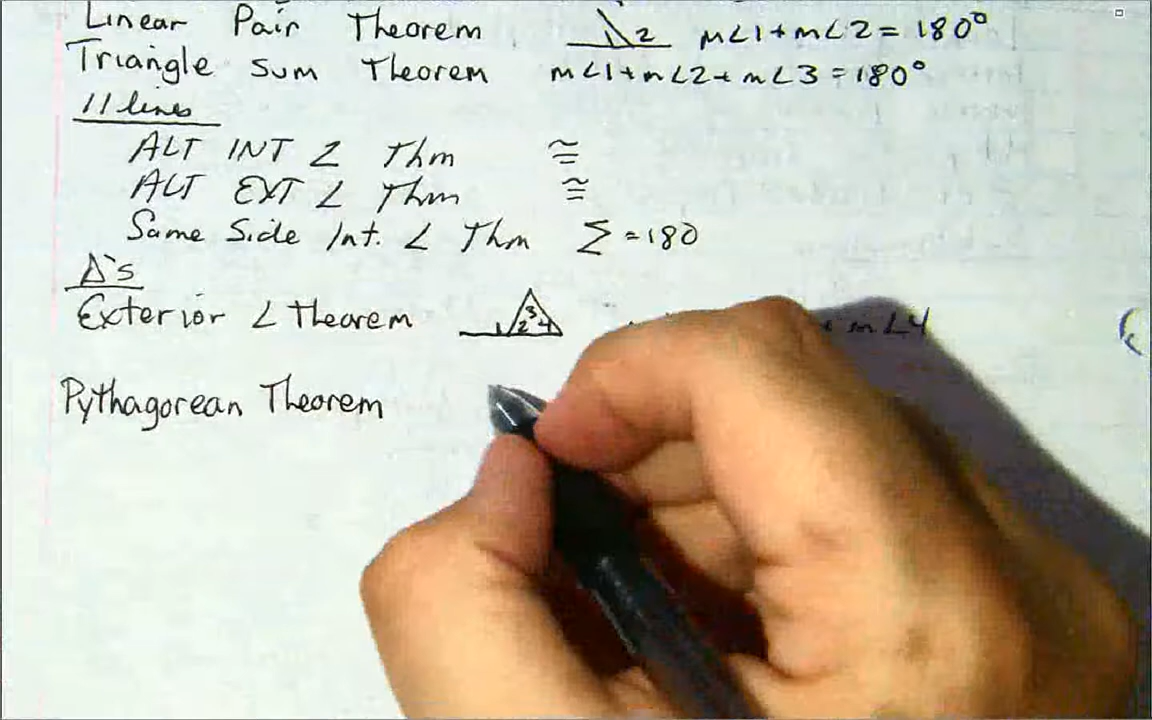 Linear Pair Theorem 2 m∠1+m∠2=180°
Triangle Sum Theorem m∠1+m∠2+m∠3=180°
// lines
ALT INT ∠ Thm ≅
ALT EXT ∠ Thm ≅
Same Side Int. ∠ Thm Σ=180
Δ's
Exterior ∠ Theorem 1 2 3 4 m∠4
Pythagorean Theorem